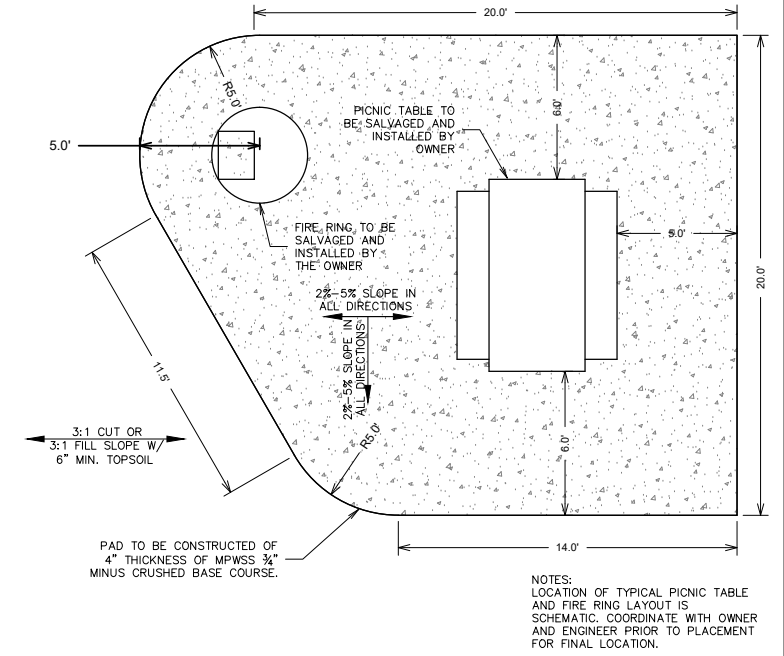 20.0'
R5.0'
5.0'
6.0'
PICNIC TABLE TO
BE SALVAGED AND
INSTALLED BY
OWNER
FIRE RING TO BE
SALVAGED AND
INSTALLED BY
THE OWNER
5.0'
20.0'
2%-5% SLOPE IN
ALL DIRECTIONS
2%-5% SLOPE IN
ALL DIRECTIONS
11.5'
3:1 CUT OR
3:1 FILL SLOPE W/
6" MIN. TOPSOIL
R5.0'
6.0'
PAD TO BE CONSTRUCTED OF
4" THICKNESS OF MPWSS ¾"
MINUS CRUSHED BASE COURSE.
14.0'
NOTES:
LOCATION OF TYPICAL PICNIC TABLE
AND FIRE RING LAYOUT IS
SCHEMATIC. COORDINATE WITH OWNER
AND ENGINEER PRIOR TO PLACEMENT
FOR FINAL LOCATION.